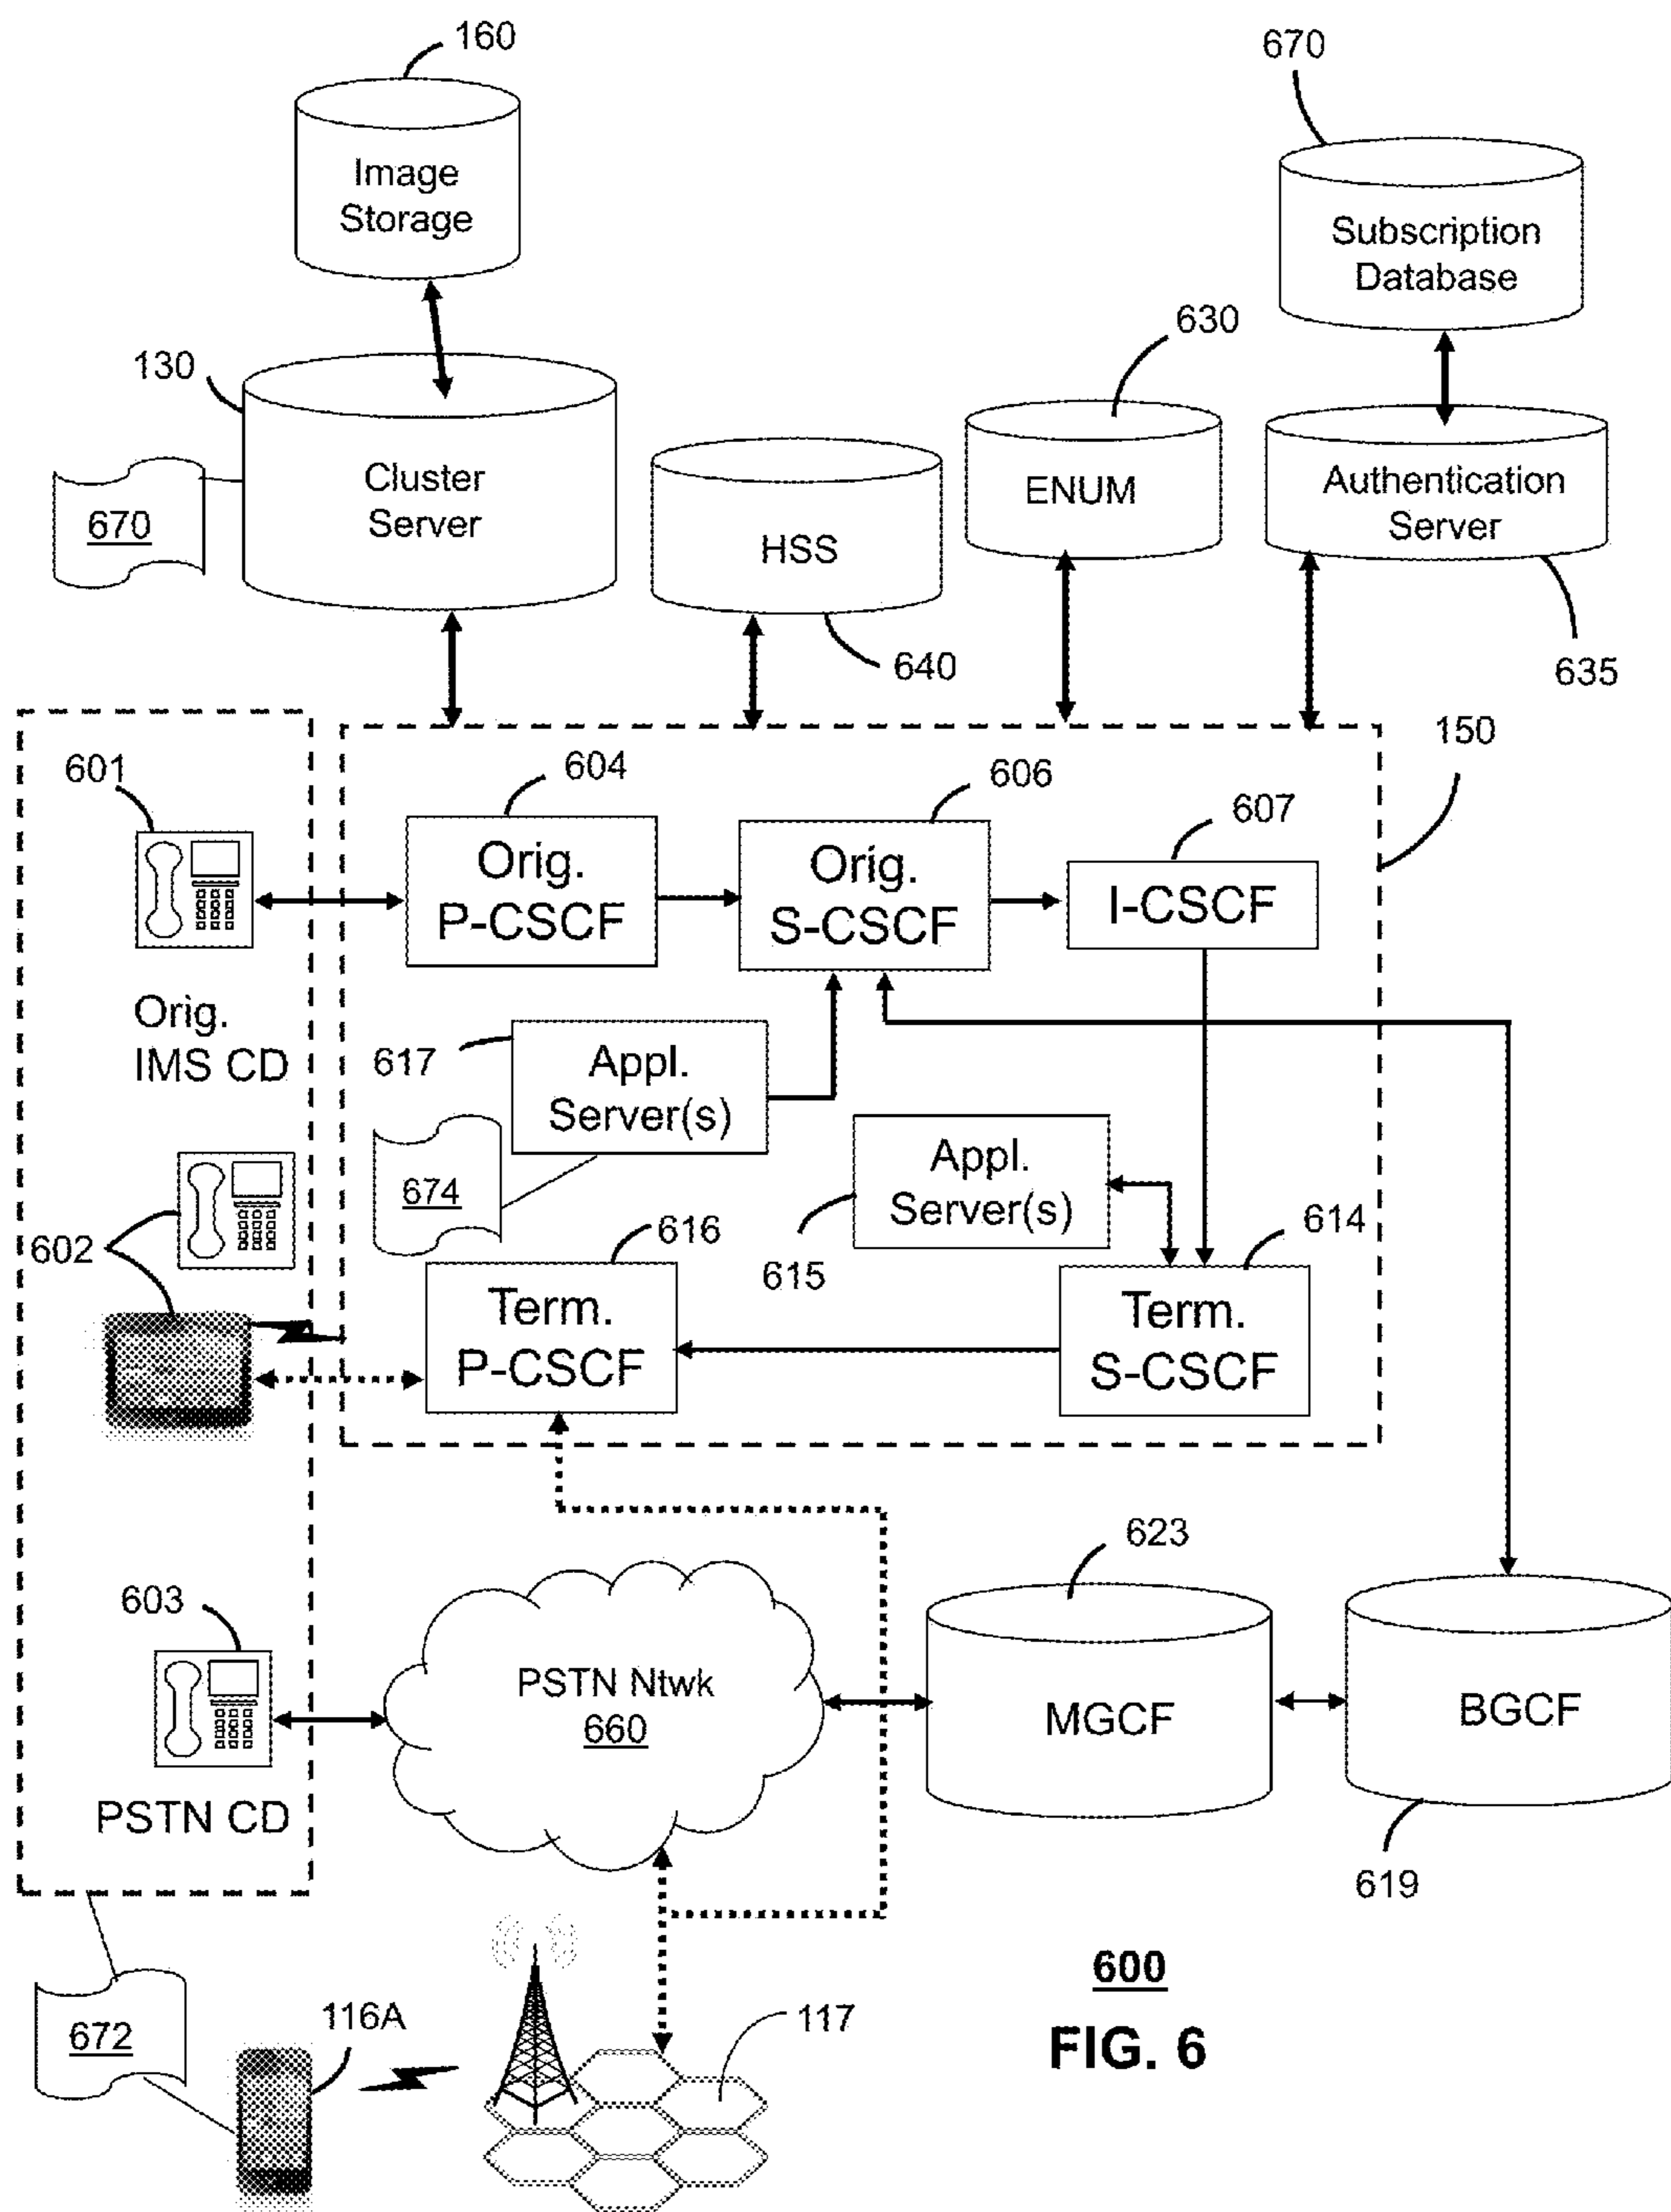 160
670
Image
Storage
Subscription
Database
130
630
Cluster
Server
670
HSS
ENUM
Authentication
Server
640
635
150
601
604
606
607
Orig.
P-CSCF
Orig.
S-CSCF
I-CSCF
Orig.
IMS CD
617
Appl.
Server(s)
674
Appl.
Server(s)
602
616
615
614
Term.
P-CSCF
Term.
S-CSCF
623
603
PSTN Ntwk
660
MGCF
BGCF
PSTN CD
619
672
116A
117
600
FIG. 6